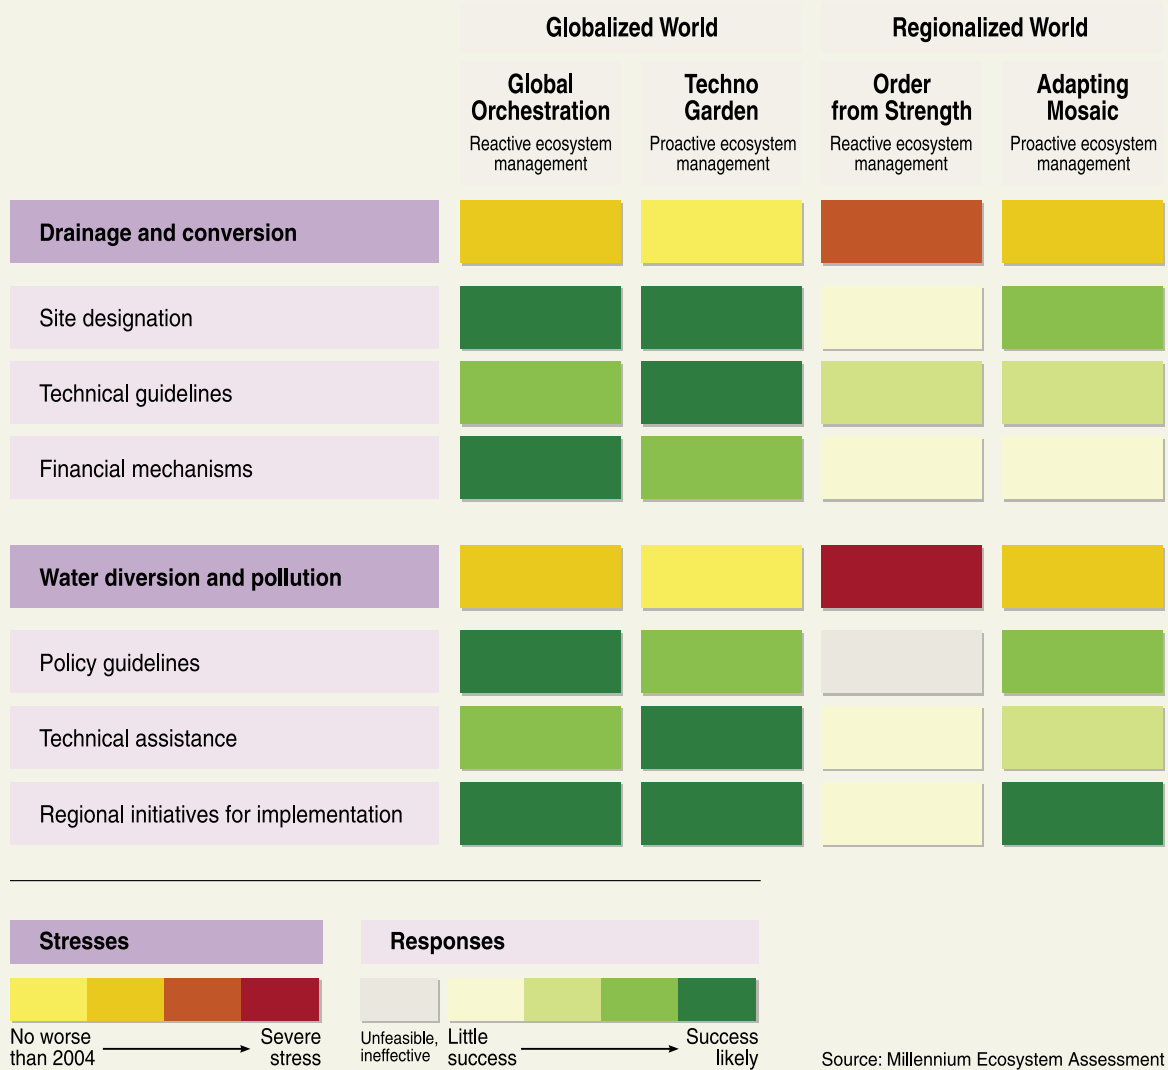 Globalized World
Regionalized World
Global
Orchestration
Reactive ecosystem
management
Techno
Garden
Proactive ecosystem
management
Order
from Strength
Reactive ecosystem
management
Adapting
Mosaic
Proactive ecosystem
management
Drainage and conversion
Site designation
Technical guidelines
Financial mechanisms
Water diversion and pollution
Policy guidelines
Technical assistance
Regional initiatives for implementation
Stresses
No worse
than 2004
Severe
stress
Responses
Unfeasible,
ineffective
Little
success
Success
likely
Source: Millennium Ecosystem Assessment